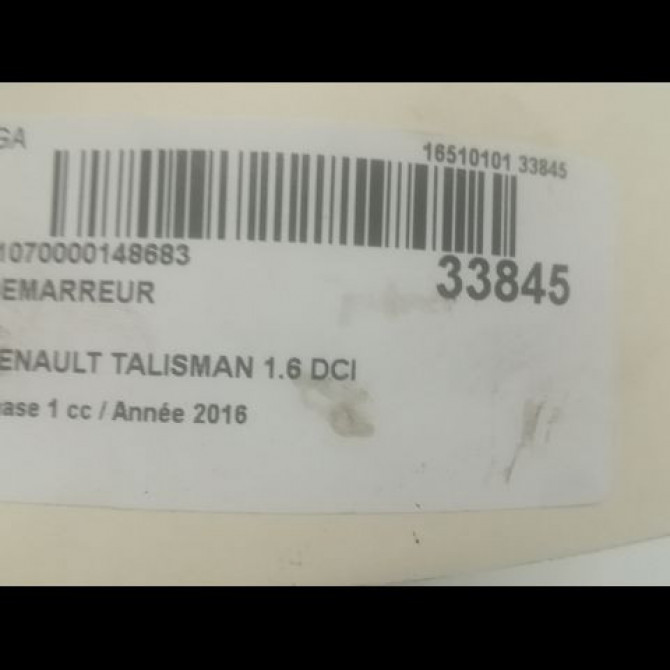 GA
16510101 33845
1070000148683
33845
EMARREUR
ENAULT TALISMAN 1.6 DCI
ase 1 cc / Année 2016